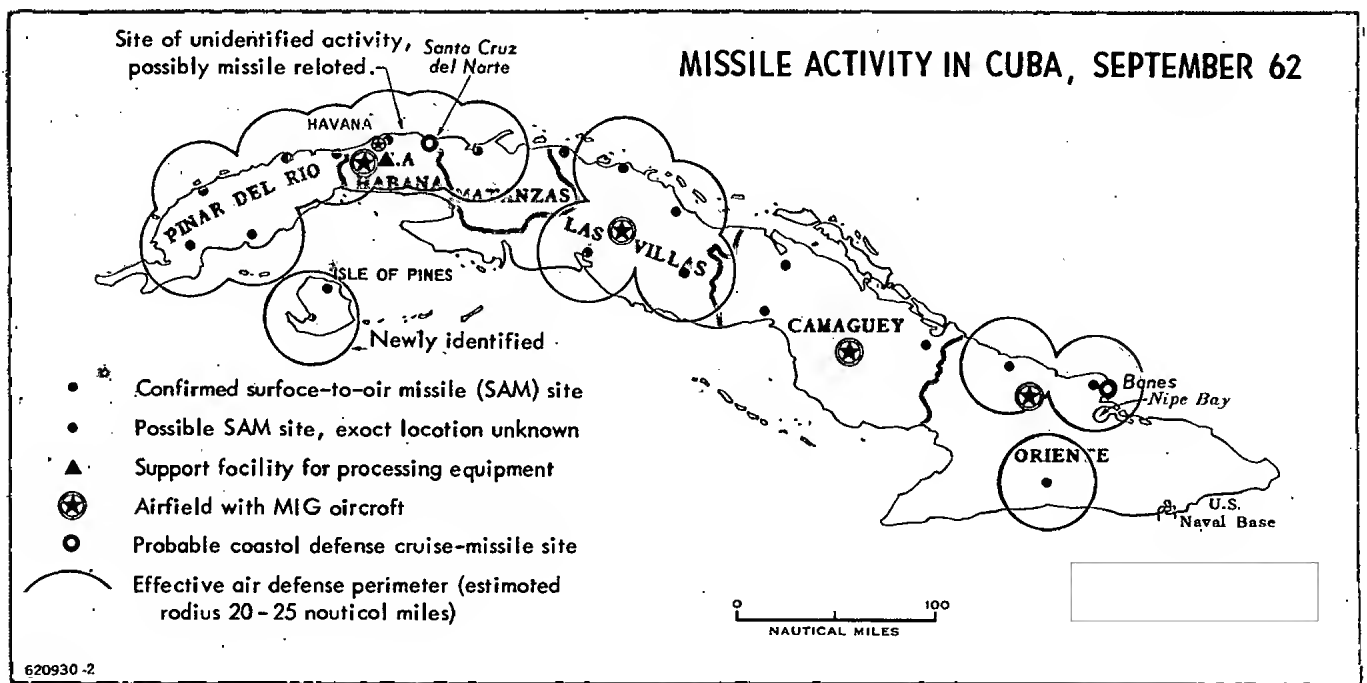 MISSILE ACTIVITY IN CUBA, SEPTEMBER 62
Site of unidentified activity,
possibly missile reloted.
Santa Cruz
del Norte
HAVANA
PINAR DEL RIO
LA
HABANA
MATANZAS
LAS VILLAS
ISLE OF PINES
Newly identified
CAMAGUEY
Banes
Nipe Bay
ORIENTE
U.S.
Naval Base
Confirmed surfoce-to-oir missile (SAM) site
Possible SAM site, exoct location unknown
Support focility for processing equipment
Airfield with MIG oircroft
Probable coastol defense cruise-missile site
Effective air defense perimeter (estimoted
rodius 20-25 nouticol miles)
0 100
NAUTICAL MILES
620930-2